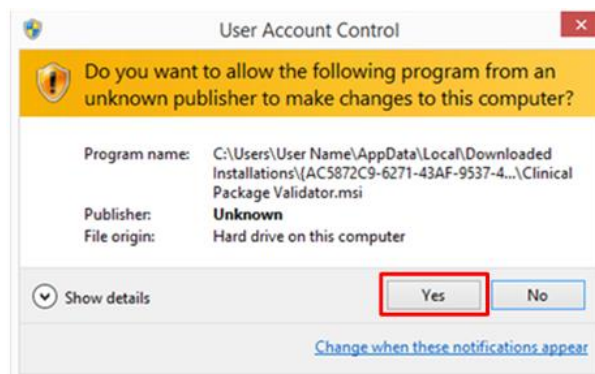 User Account Control
Do you want to allow the following program from an
unknown publisher to make changes to this computer?
Program name: C:\Users\User Name\AppData\Local\Downloaded
Installations\{AC5872C9-6271-43AF-9537-4...\Clinical
Package Validator.msi
Publisher: Unknown
File origin: Hard drive on this computer
Show details
Yes
No
Change when these notifications appear